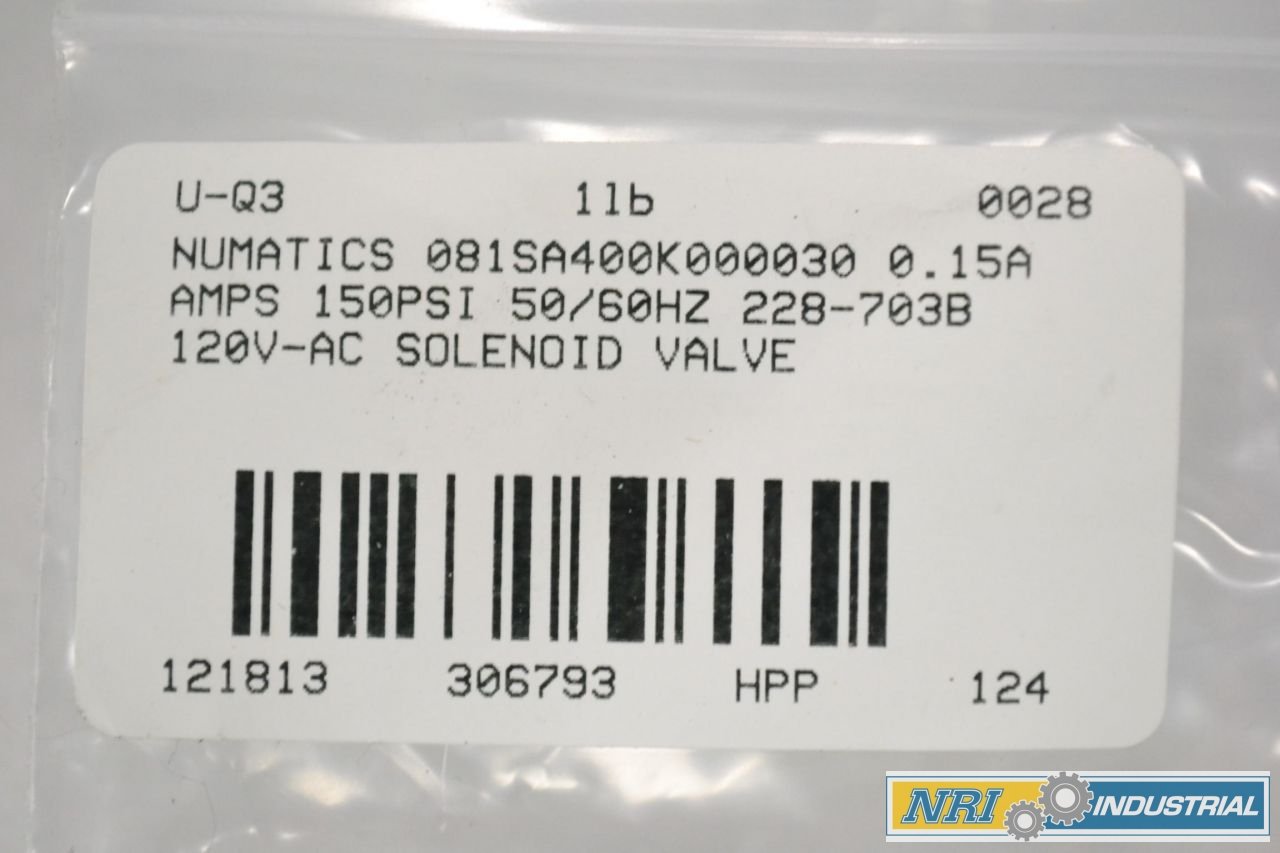 U-Q3 1lb 0028
NUMATICS 081SA400K000030 0.15A
AMPS 150PSI 50/60HZ 228-703B
120V-AC SOLENOID VALVE
121813 306793 HPP 124
NRI INDUSTRIAL